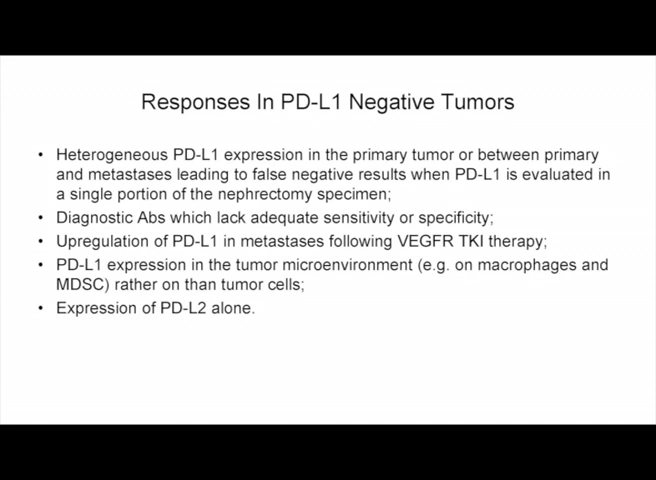 Responses In PD-L1 Negative Tumors
• Heterogeneous PD-L1 expression in the primary tumor or between primary
and metastases leading to false negative results when PD-L1 is evaluated in
a single portion of the nephrectomy specimen;
• Diagnostic Abs which lack adequate sensitivity or specificity;
• Upregulation of PD-L1 in metastases following VEGFR TKI therapy;
• PD-L1 expression in the tumor microenvironment (e.g. on macrophages and
MDSC) rather on than tumor cells;
• Expression of PD-L2 alone.